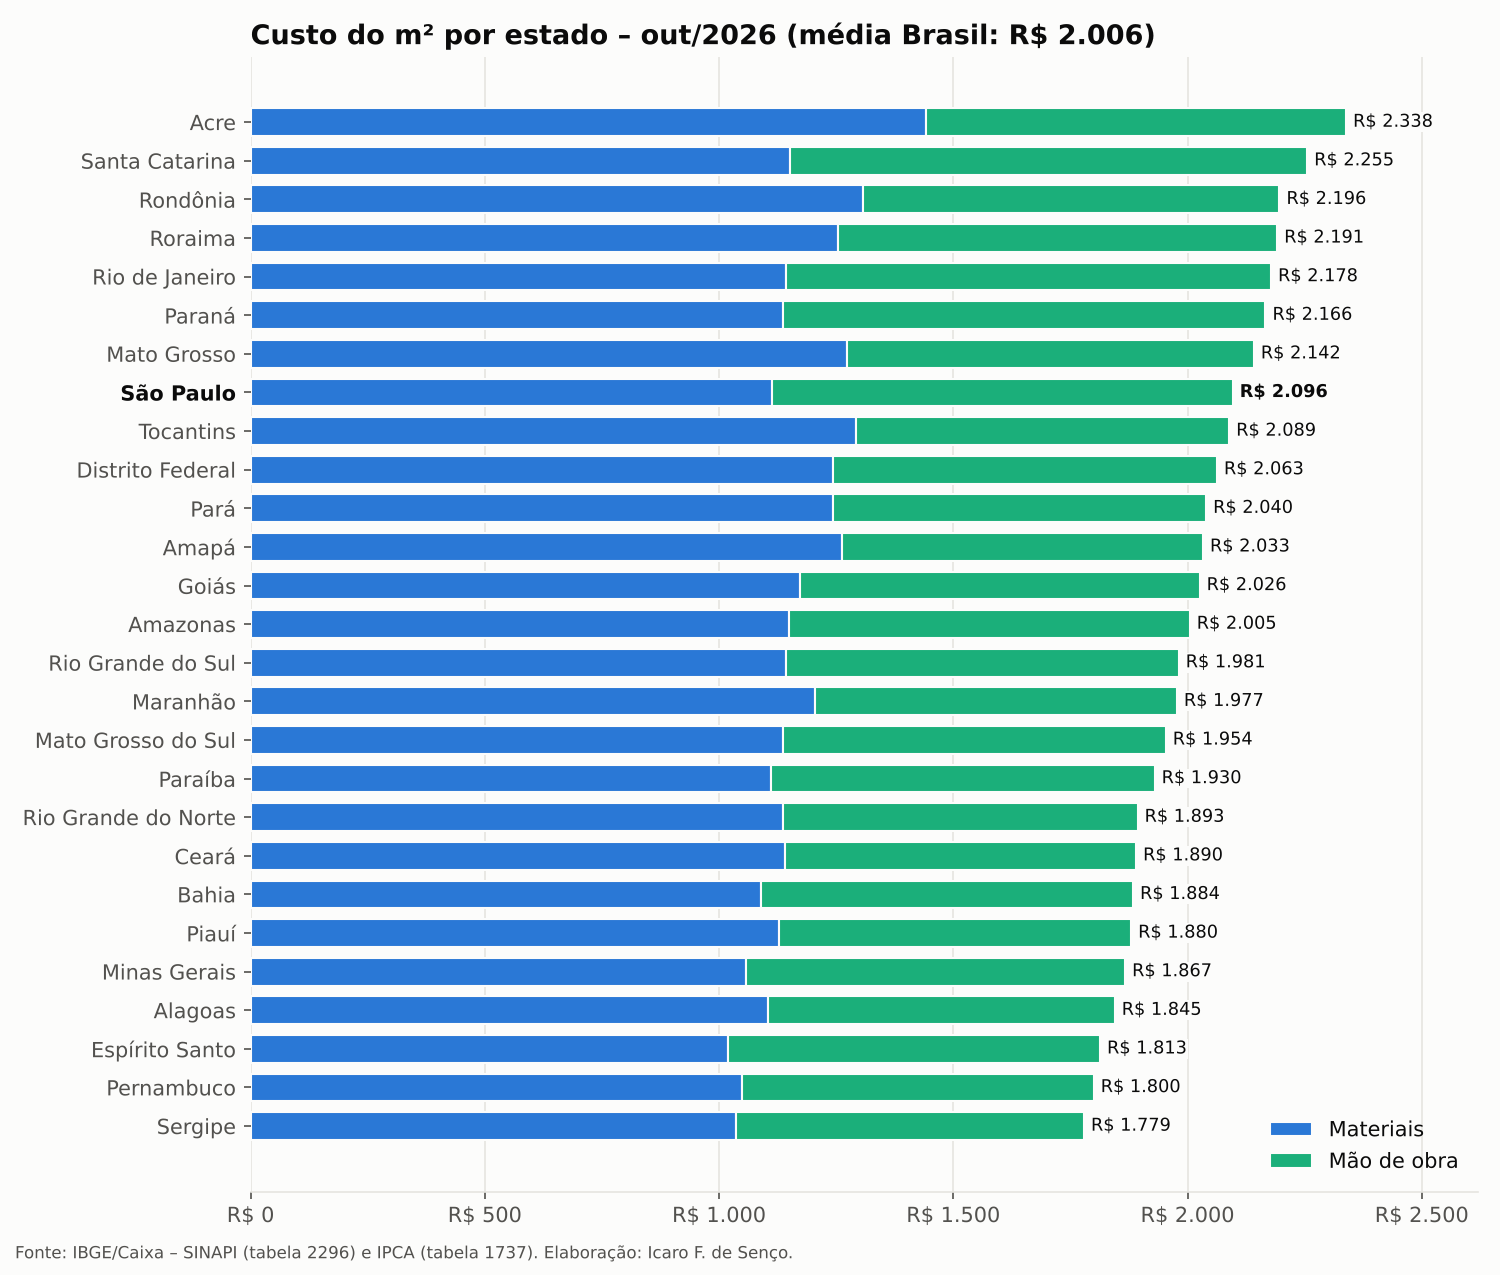 Custo do m² por estado – out/2026 (média Brasil: R$ 2.006)
Acre R$ 2.338
Santa Catarina R$ 2.255
Rondônia R$ 2.196
Roraima R$ 2.191
Rio de Janeiro R$ 2.178
Paraná R$ 2.166
Mato Grosso R$ 2.142
São Paulo R$ 2.096
Tocantins R$ 2.089
Distrito Federal R$ 2.063
Pará R$ 2.040
Amapá R$ 2.033
Goiás R$ 2.026
Amazonas R$ 2.005
Rio Grande do Sul R$ 1.981
Maranhão R$ 1.977
Mato Grosso do Sul R$ 1.954
Paraíba R$ 1.930
Rio Grande do Norte R$ 1.893
Ceará R$ 1.890
Bahia R$ 1.884
Piauí R$ 1.880
Minas Gerais R$ 1.867
Alagoas R$ 1.845
Espírito Santo R$ 1.813
Pernambuco R$ 1.800
Sergipe R$ 1.779
Materiais
Mão de obra
R$ 0 R$ 500 R$ 1.000 R$ 1.500 R$ 2.000 R$ 2.500
Fonte: IBGE/Caixa – SINAPI (tabela 2296) e IPCA (tabela 1737). Elaboração: Icaro F. de Senço.